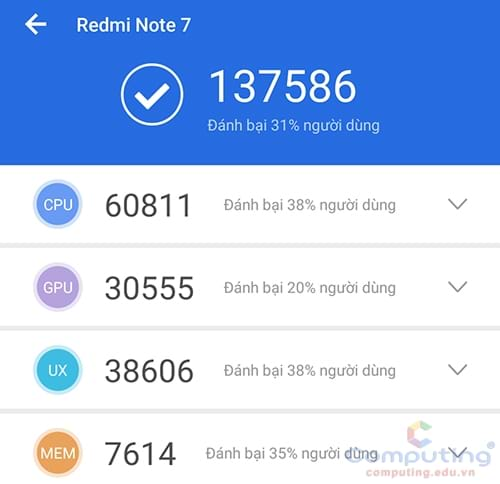 Redmi Note 7
137586
Đánh bại 31% người dùng
CPU 60811 Đánh bại 38% người dùng
GPU 30555 Đánh bại 20% người dùng
UX 38606 Đánh bại 38% người dùng
MEM 7614 Đánh bại 35% người dùng
Computing
computing.edu.vn